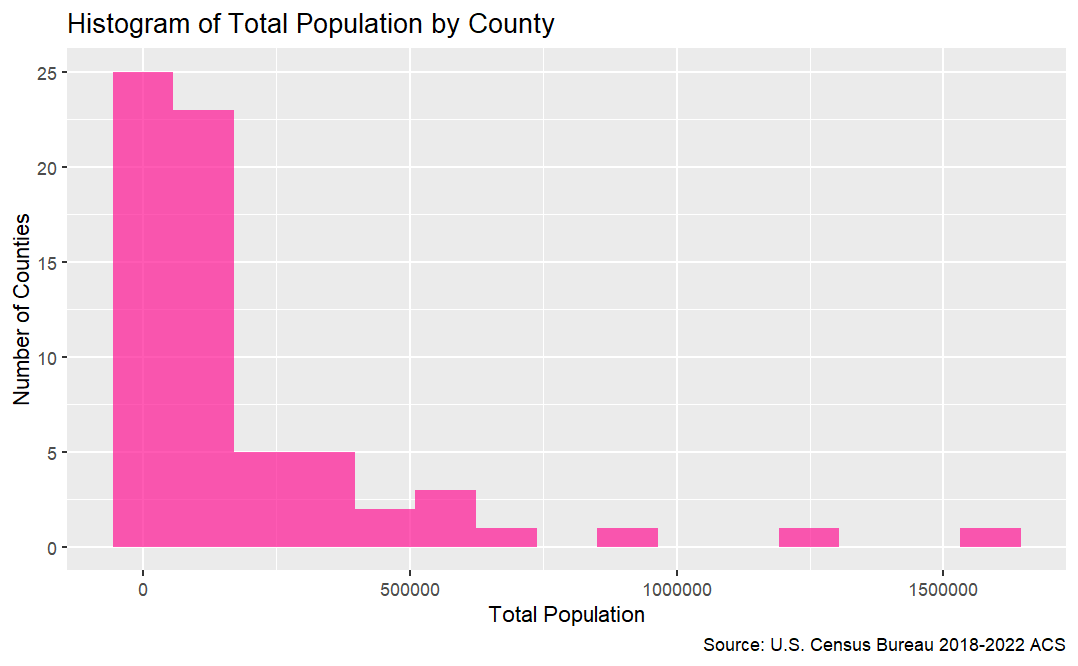 Histogram of Total Population by County
25
20
15
10
5
0
Number of Counties
0 500000 1000000 1500000
Total Population
Source: U.S. Census Bureau 2018-2022 ACS